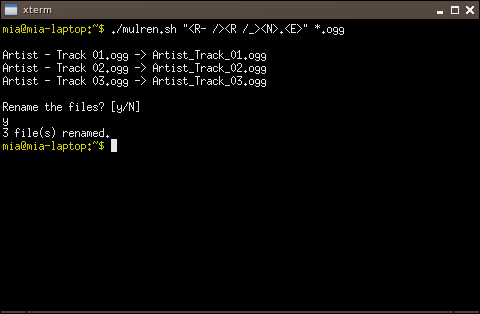 xterm
mia@mia-laptop:~$ ./mulren.sh "<R- /><R /_><N>.<E>" *.ogg
Artist - Track 01.ogg -> Artist_Track_01.ogg
Artist - Track 02.ogg -> Artist_Track_02.ogg
Artist - Track 03.ogg -> Artist_Track_03.ogg
Rename the files? [y/N]
y
3 file(s) renamed.
mia@mia-laptop:~$